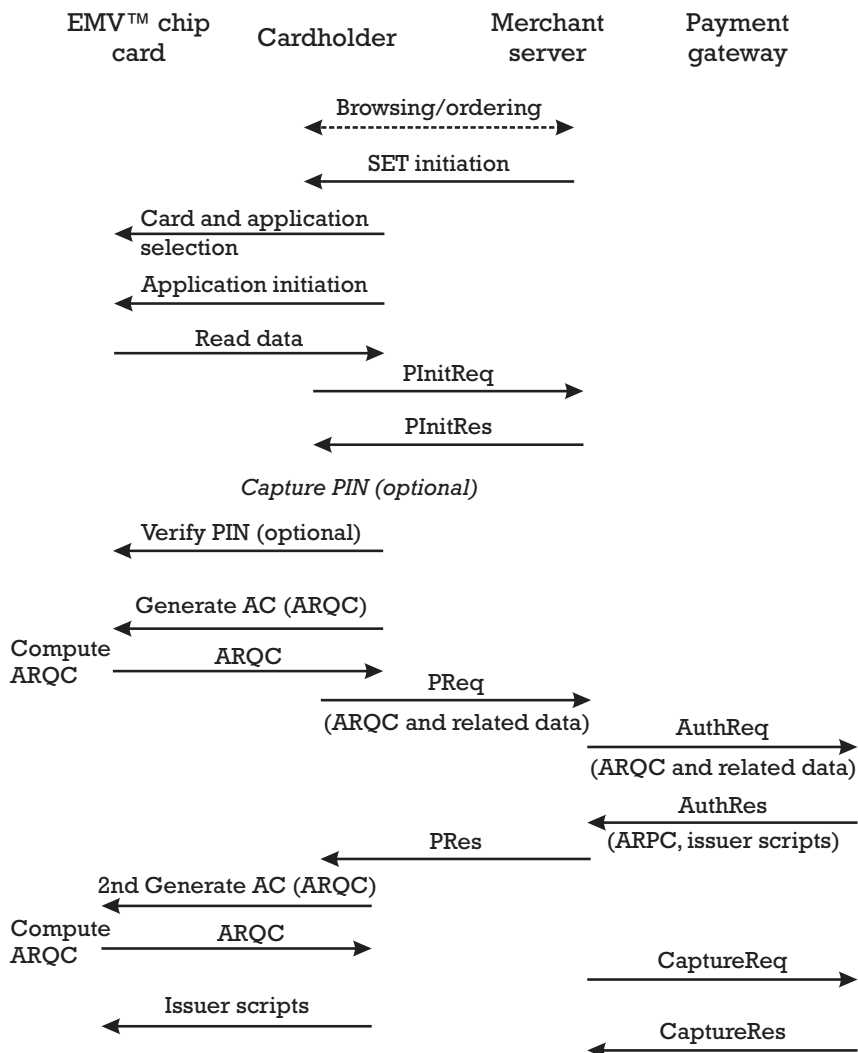 EMV™ chip
card
Cardholder
Merchant
server
Payment
gateway
Browsing/ordering
SET initiation
Card and application
selection
Application initiation
Read data
PInitReq
PInitRes
Capture PIN (optional)
Verify PIN (optional)
Generate AC (ARQC)
Compute
ARQC
ARQC
PReq
(ARQC and related data)
AuthReq
(ARQC and related data)
AuthRes
(ARPC, issuer scripts)
PRes
2nd Generate AC (ARQC)
Compute
ARQC
ARQC
CaptureReq
Issuer scripts
CaptureRes